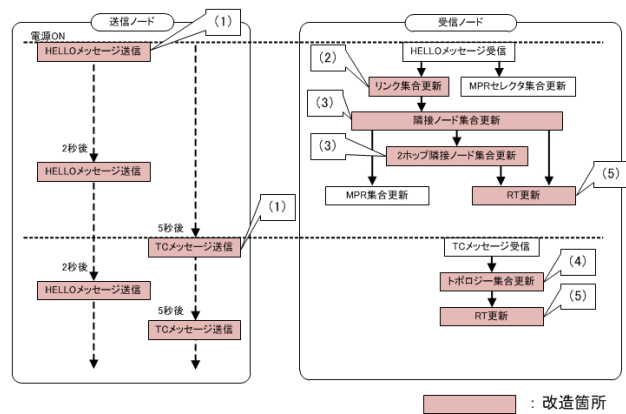 送信ノード
(1)
受信ノード
電源ON
HELLOメッセージ送信
HELLOメッセージ受信
(2)
リンク集合更新
MPRセレクタ集合更新
(3)
隣接ノード集合更新
(3)
2ホップ隣接ノード集合更新
2秒後
HELLOメッセージ送信
(5)
MPR集合更新
RT更新
(1)
5秒後
TCメッセージ送信
TCメッセージ受信
2秒後
(4)
HELLOメッセージ送信
トポロジー集合更新
(5)
5秒後
TCメッセージ送信
RT更新
：改造箇所